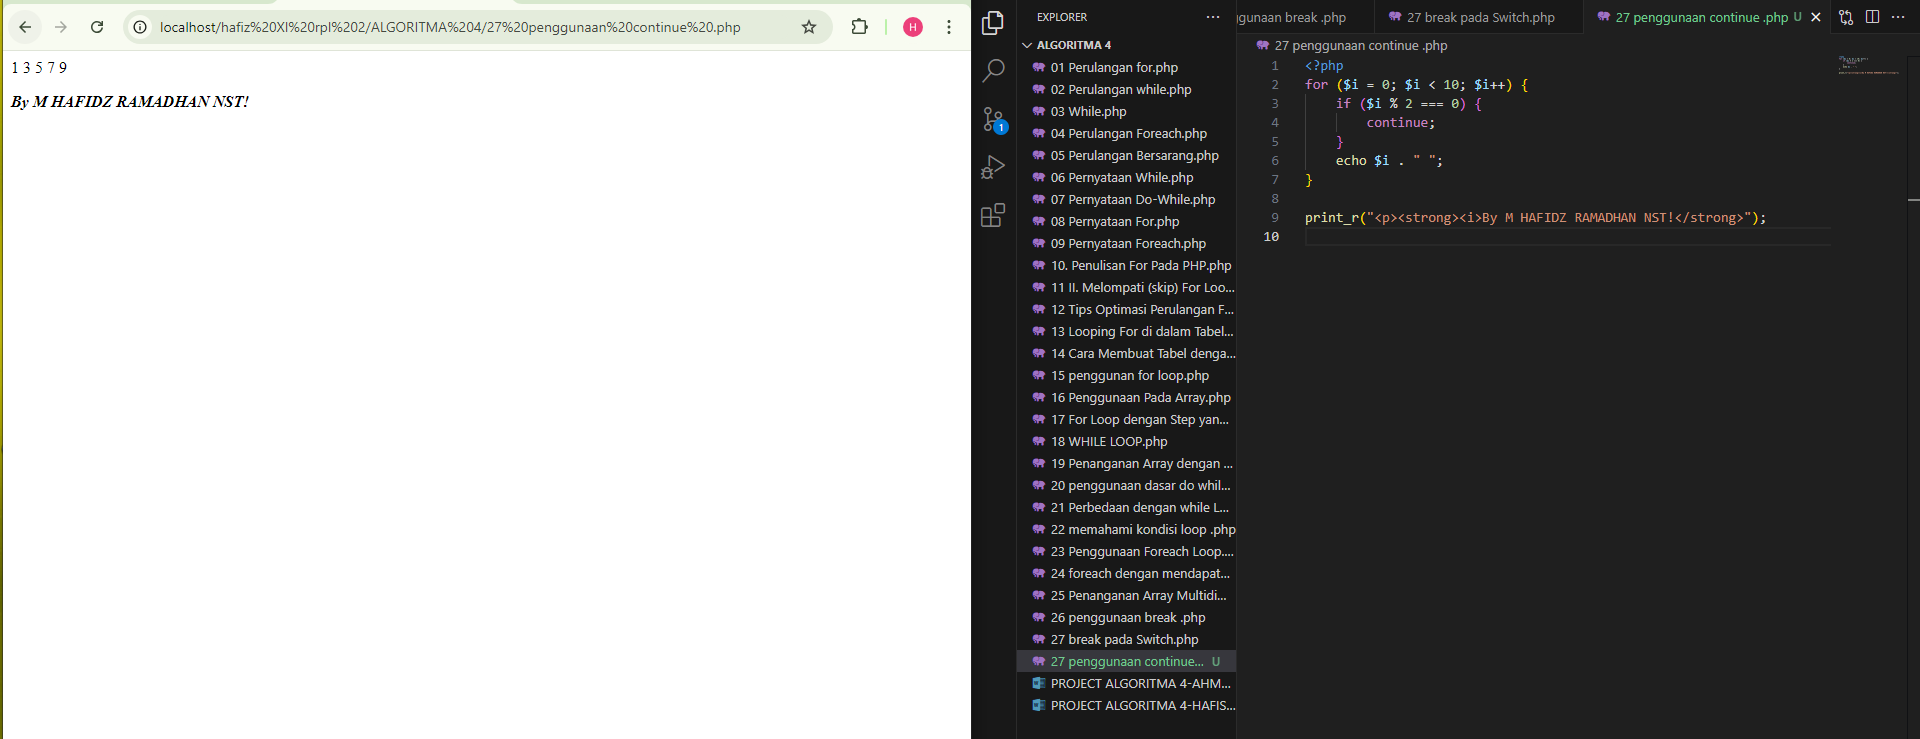 localhost/hafiz%20XI%20rpl%202/ALGORITMA%204/27%20penggunaan%20continue%20.php
H
1 3 5 7 9
By M HAFIDZ RAMADHAN NST!
1
EXPLORER
ALGORITMA 4
01 Perulangan for.php
02 Perulangan while.php
03 While.php
04 Perulangan Foreach.php
05 Perulangan Bersarang.php
06 Pernyataan While.php
07 Pernyataan Do-While.php
08 Pernyataan For.php
09 Pernyataan Foreach.php
10. Penulisan For Pada PHP.php
11 II. Melompati (skip) For Loo...
12 Tips Optimasi Perulangan F...
13 Looping For di dalam Tabel...
14 Cara Membuat Tabel denga...
15 penggunan for loop.php
16 Penggunaan Pada Array.php
17 For Loop dengan Step yan...
18 WHILE LOOP.php
19 Penanganan Array dengan ...
20 penggunaan dasar do whil...
21 Perbedaan dengan while L...
22 memahami kondisi loop .php
23 Penggunaan Foreach Loop....
24 foreach dengan mendapat...
25 Penanganan Array Multidi...
26 penggunaan break .php
27 break pada Switch.php
27 penggunaan continue... U
PROJECT ALGORITMA 4-AHM...
PROJECT ALGORITMA 4-HAFIS...
gunaan break .php
27 break pada Switch.php
27 penggunaan continue .php U
27 penggunaan continue .php
1 <?php
2 for ($i = 0; $i < 10; $i++) {
3 if ($i % 2 === 0) {
4 continue;
5 }
6 echo $i . " ";
7 }
8
9 print_r("<p><strong><i>By M HAFIDZ RAMADHAN NST!</strong>");
10